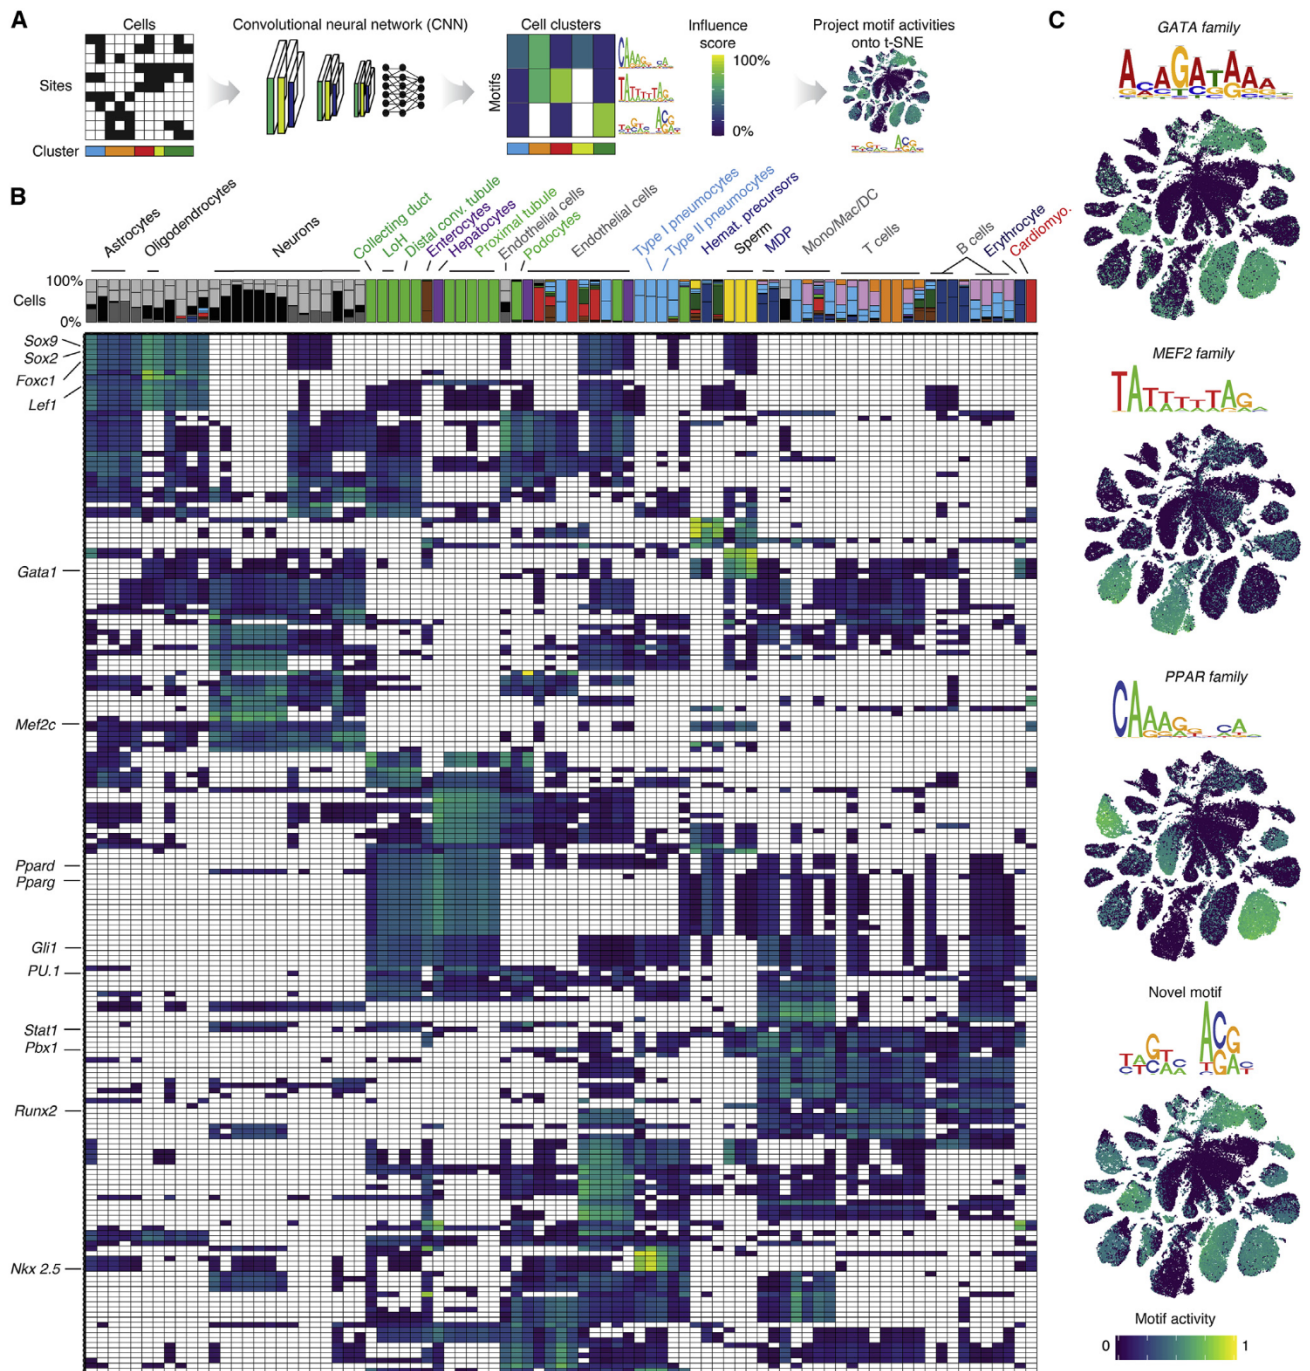 A
Cells
Sites
Cluster
Convolutional neural network (CNN)
Cell clusters
Motifs
Influence
score
100%
0%
Project motif activities
onto t-SNE
B
Astrocytes
Oligodendrocytes
Neurons
Collecting duct
LoH
Distal conv. tubule
Enterocytes
Hepatocytes
Proximal tubule
Endothelial cells
Podocytes
Endothelial cells
Type I pneumocytes
Type II pneumocytes
Hemat. precursors
Sperm
MDP
Mono/Mac/DC
T cells
B cells
Erythrocyte
Cardiomyo.
100%
Cells
0%
Sox9
Sox2
Foxc1
Lef1
Gata1
Mef2c
Ppard
Pparg
Gli1
PU.1
Stat1
Pbx1
Runx2
Nkx 2.5
C
GATA family
MEF2 family
PPAR family
Novel motif
Motif activity
0 1